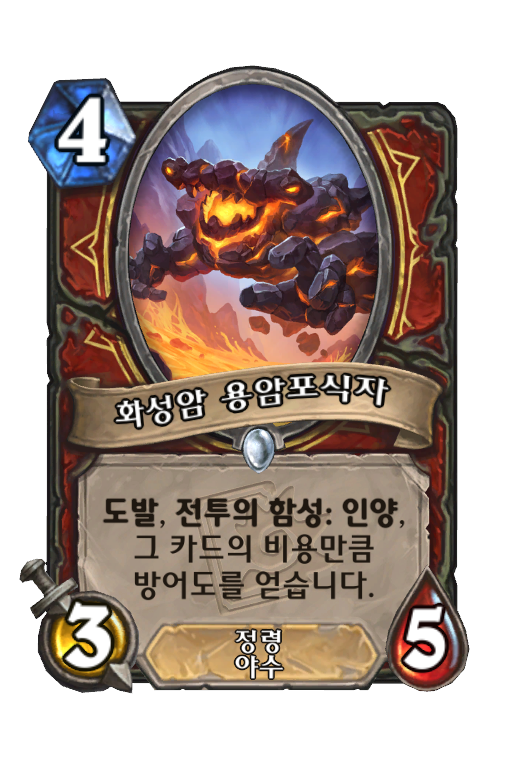 4
화성암 용암포식자
도발, 전투의 함성: 인양,
그 카드의 비용만큼
방어도를 얻습니다.
3
정령
야수
5